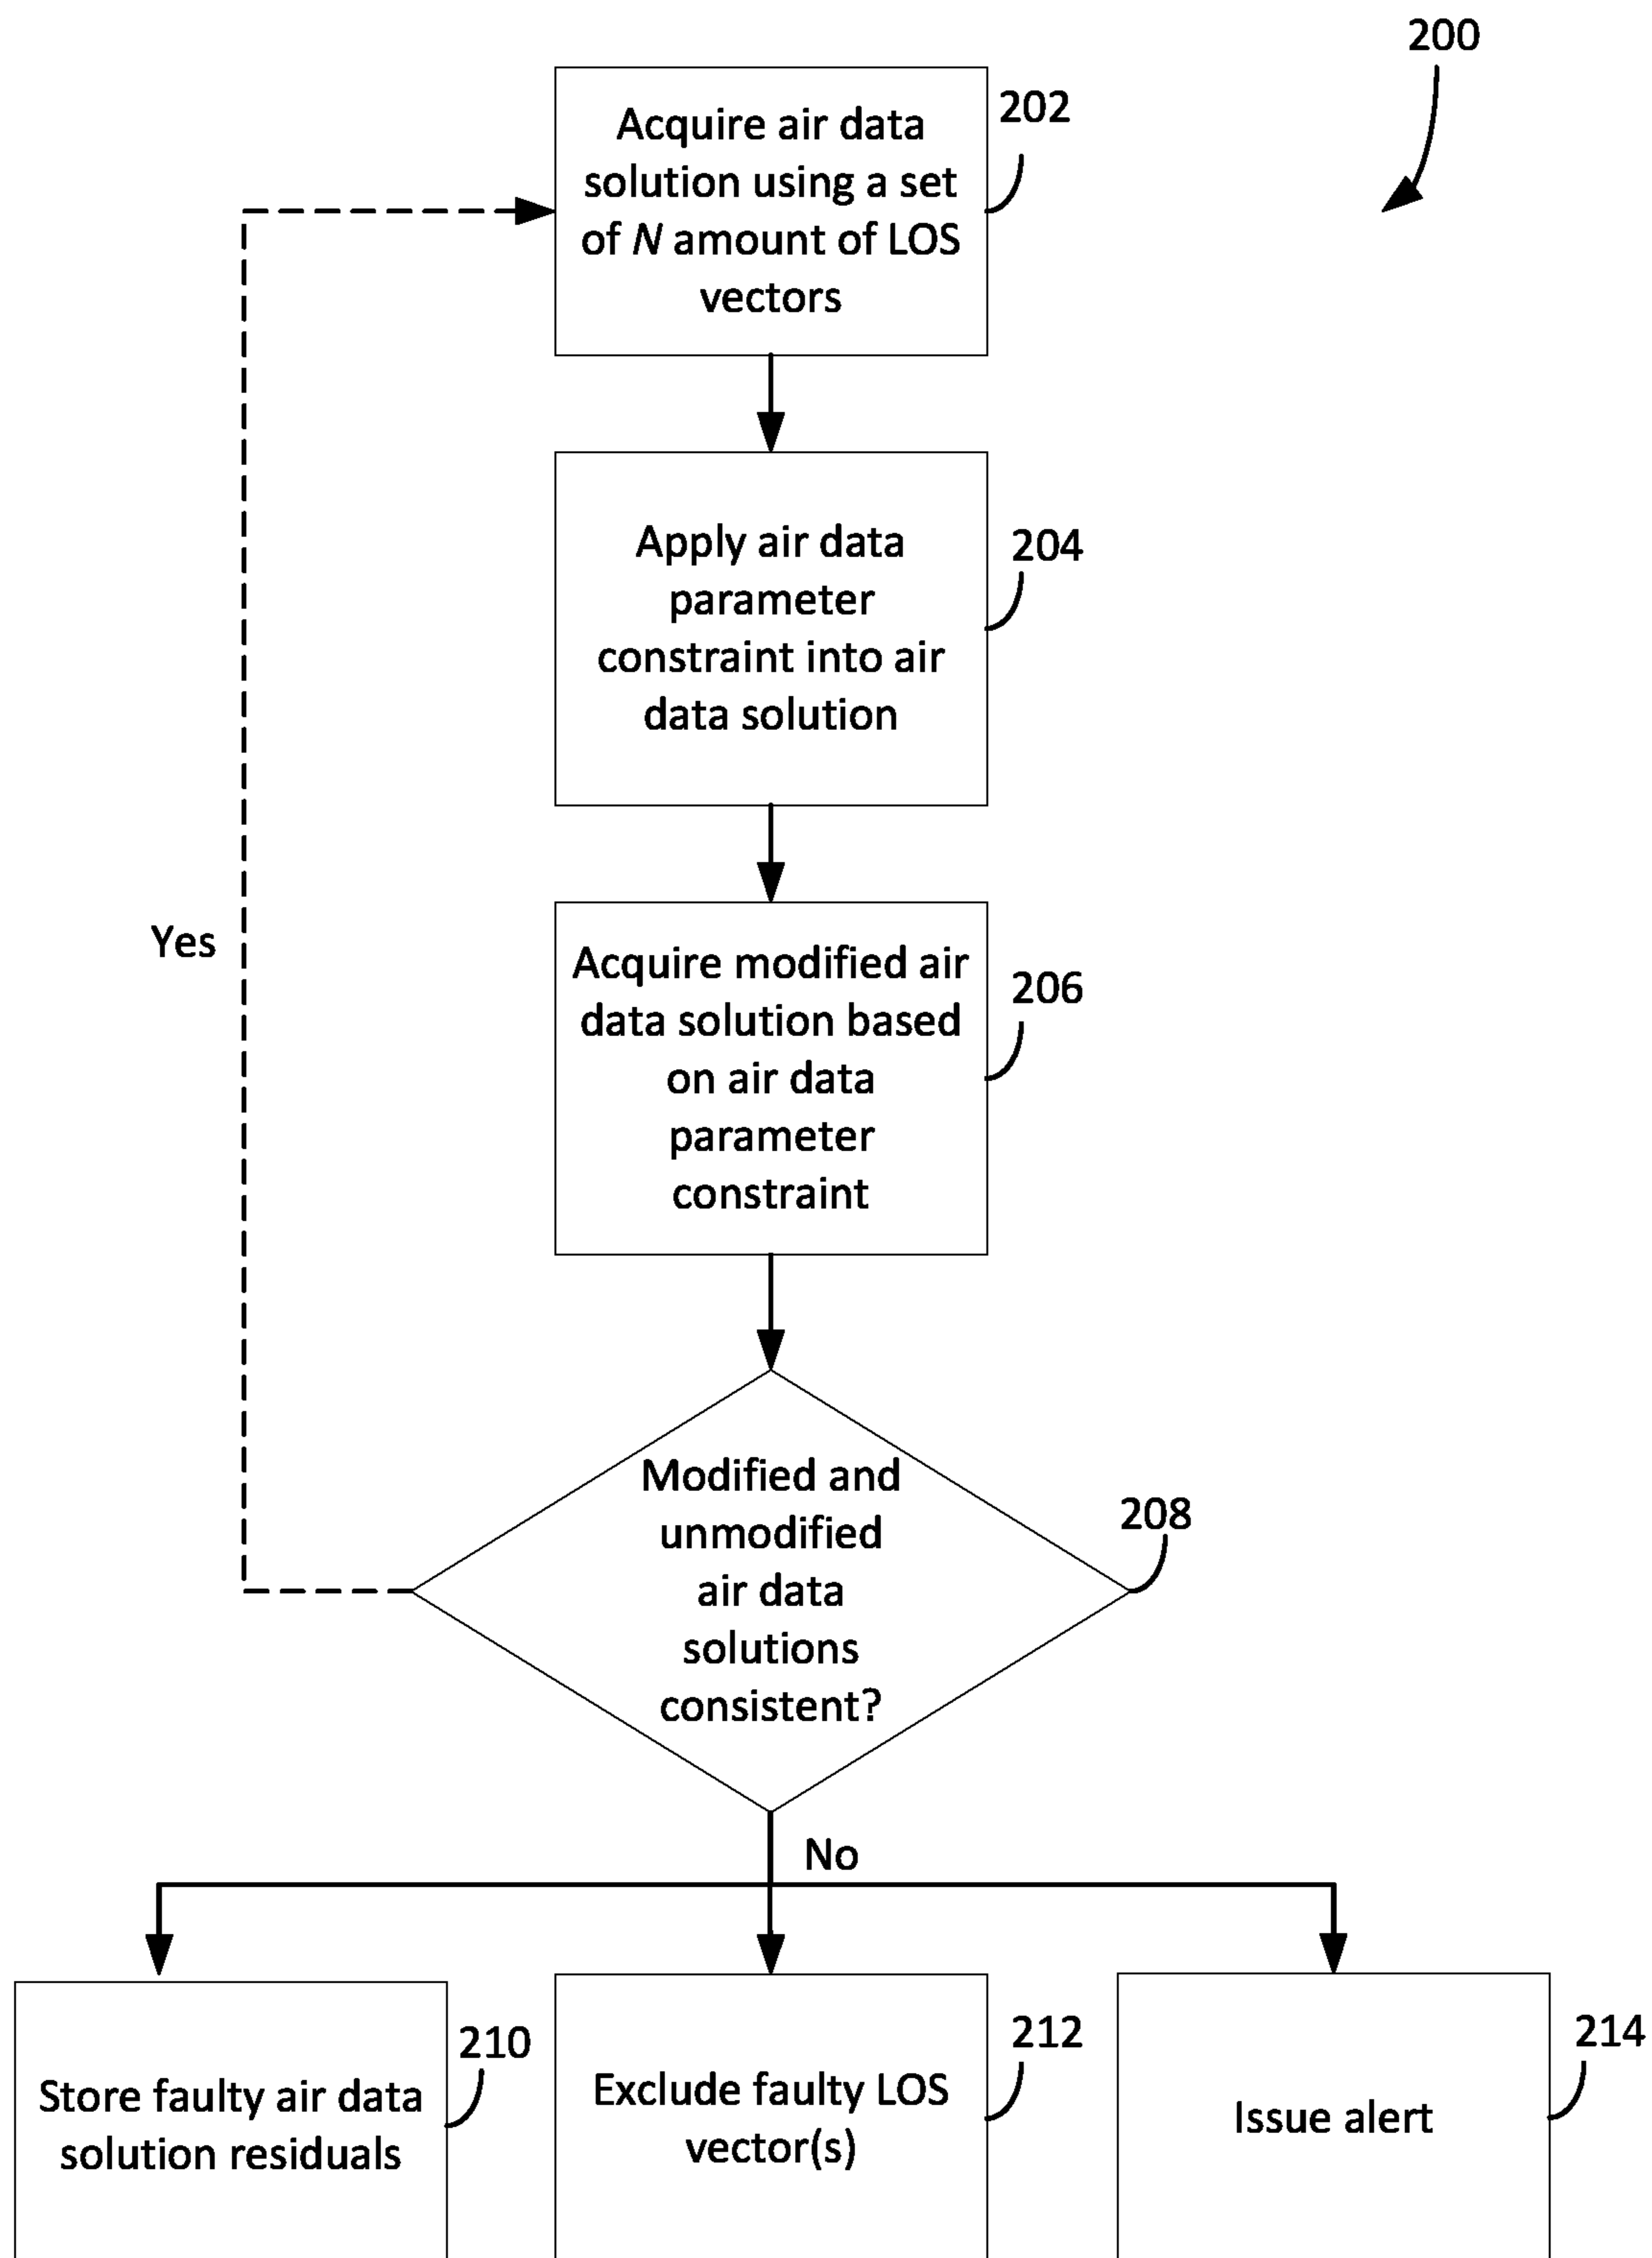 200
Acquire air data
solution using a set
of N amount of LOS
vectors
202
Apply air data
parameter
constraint into air
data solution
204
Yes
Acquire modified air
data solution based
on air data
parameter
constraint
206
Modified and
unmodified
air data
solutions
consistent?
208
No
Store faulty air data
solution residuals
210
Exclude faulty LOS
vector(s)
212
Issue alert
214